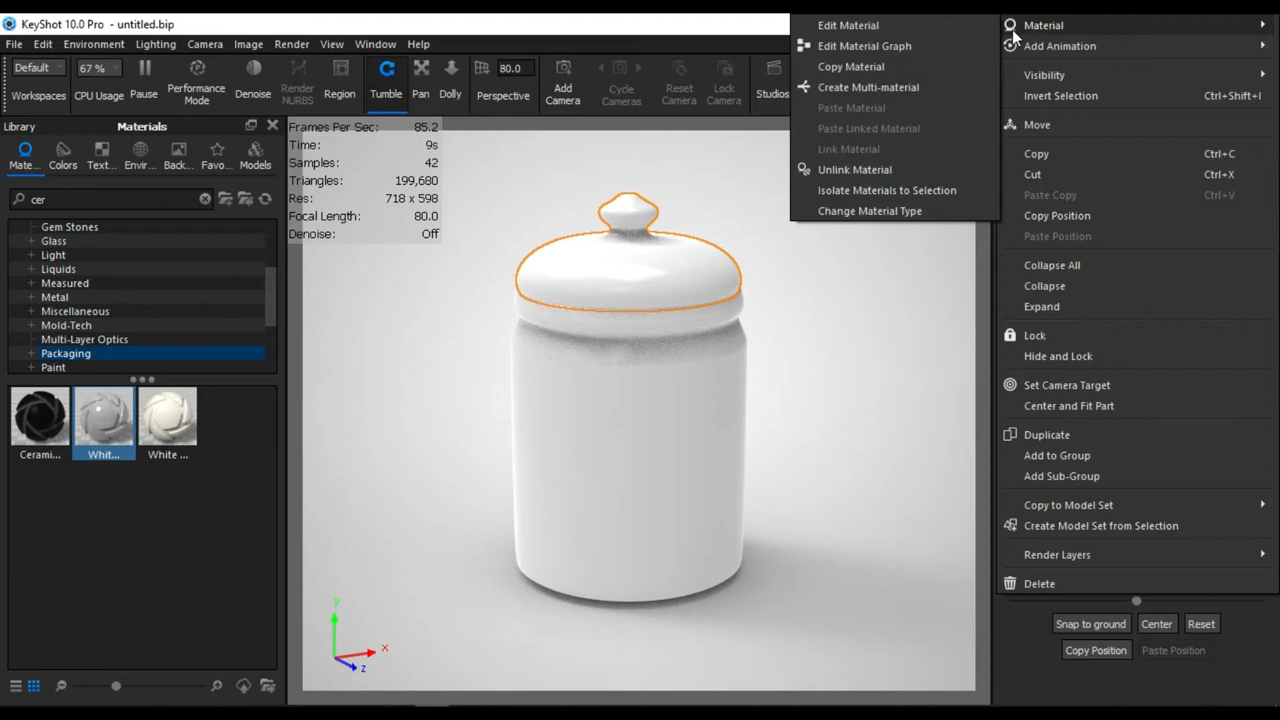 KeyShot 10.0 Pro - untitled.bip
File Edit Environment Lighting Camera Image Render View Window Help
Default
Workspaces
67 %
CPU Usage
Pause
Performance
Mode
Denoise
Render
NURBS
Region
Tumble
Pan
Dolly
80.0
Perspective
Add
Camera
Cycle
Cameras
Reset
Camera
Lock
Camera
Studios
Library
Materials
Mate...
Colors
Text...
Envir...
Back...
Favo...
Models
cer
Gem Stones
Glass
Light
Liquids
Measured
Metal
Miscellaneous
Mold-Tech
Multi-Layer Optics
Packaging
Paint
Cerami...
Whit...
White ...
Frames Per Sec: 85.2
Time: 9s
Samples: 42
Triangles: 199,680
Res: 718 x 598
Focal Length: 80.0
Denoise: Off
y
x
z
Edit Material
Edit Material Graph
Copy Material
Create Multi-material
Paste Material
Paste Linked Material
Link Material
Unlink Material
Isolate Materials to Selection
Change Material Type
Material
Add Animation
Visibility
Invert Selection Ctrl+Shift+I
Move
Copy Ctrl+C
Cut Ctrl+X
Paste Copy Ctrl+V
Copy Position
Paste Position
Collapse All
Collapse
Expand
Lock
Hide and Lock
Set Camera Target
Center and Fit Part
Duplicate
Add to Group
Add Sub-Group
Copy to Model Set
Create Model Set from Selection
Render Layers
Delete
Snap to ground Center Reset
Copy Position Paste Position